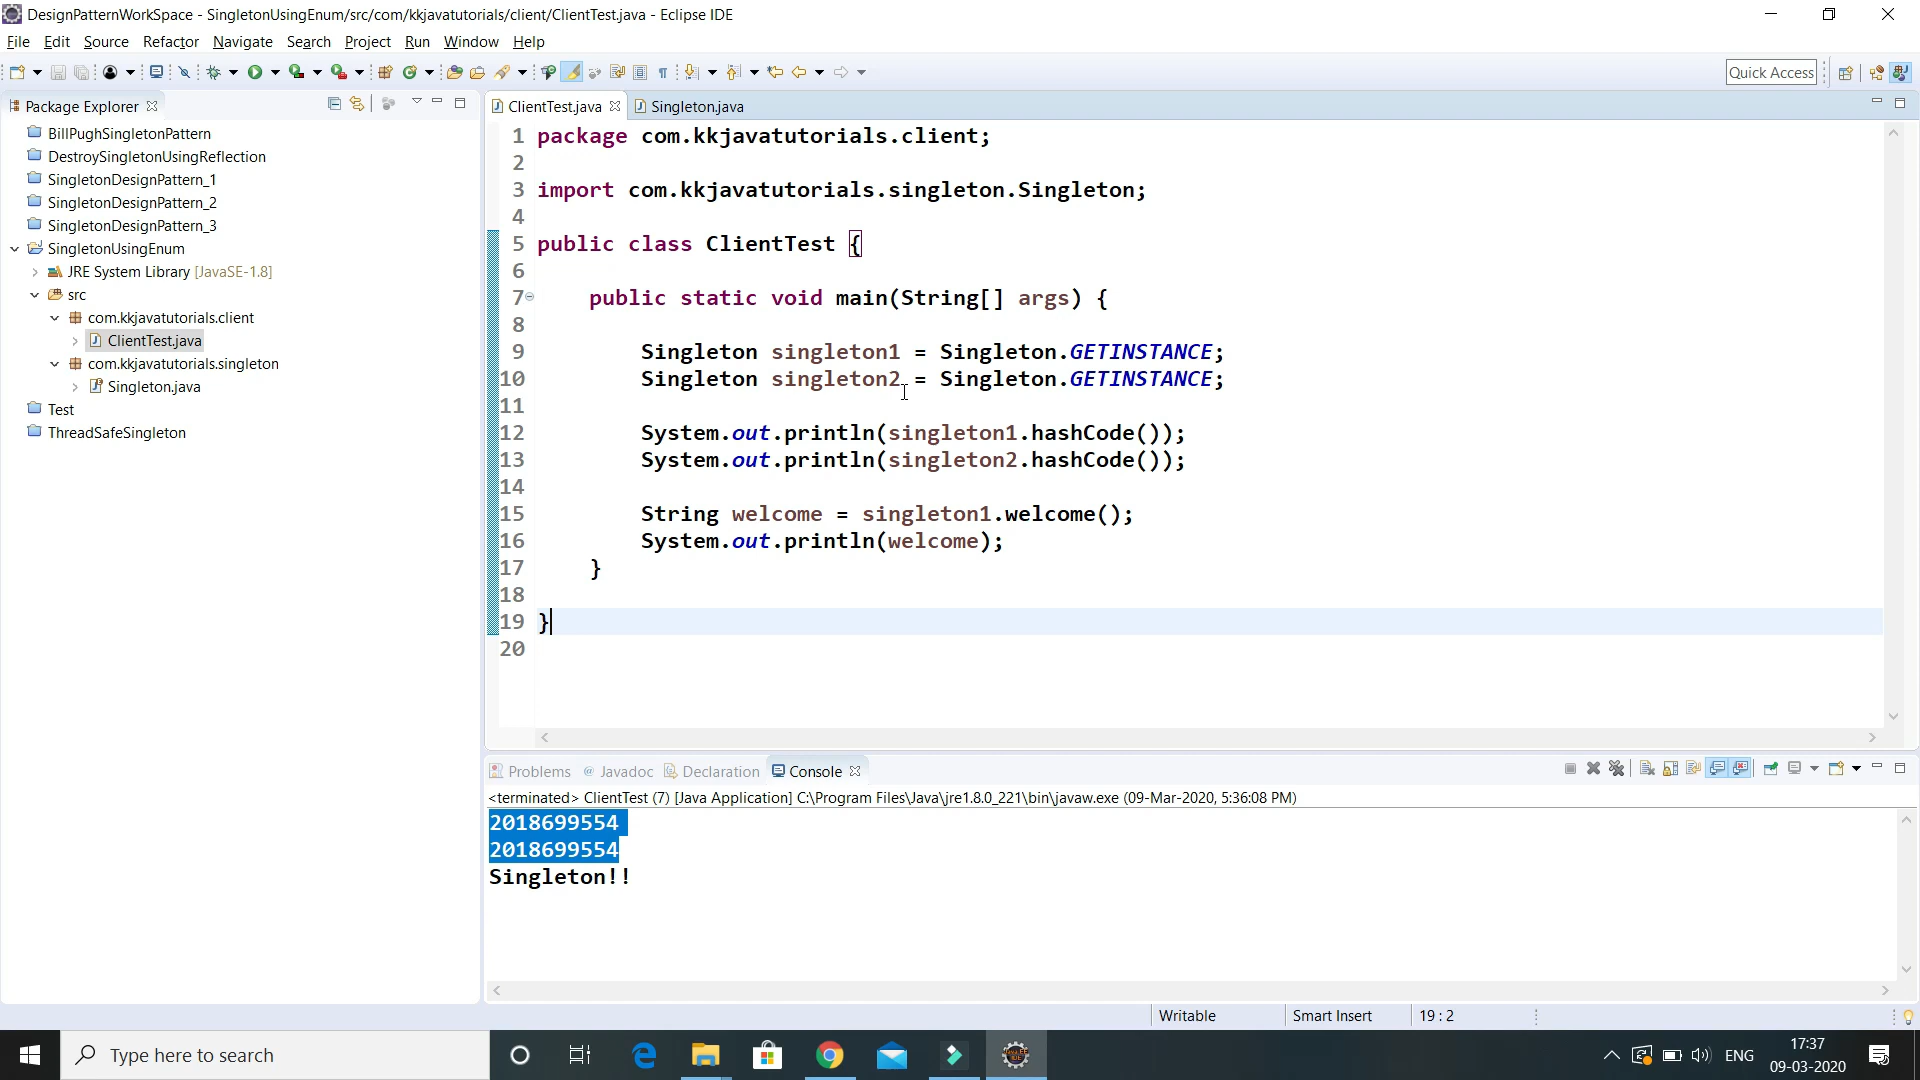 DesignPatternWorkSpace - SingletonUsingEnum/src/com/kkjavatutorials/client/ClientTest.java - Eclipse IDE
File Edit Source Refactor Navigate Search Project Run Window Help
Quick Access
Package Explorer
BillPughSingletonPattern
DestroySingletonUsingReflection
SingletonDesignPattern_1
SingletonDesignPattern_2
SingletonDesignPattern_3
SingletonUsingEnum
JRE System Library [JavaSE-1.8]
src
com.kkjavatutorials.client
ClientTest.java
com.kkjavatutorials.singleton
Singleton.java
Test
ThreadSafeSingleton
ClientTest.java Singleton.java
1 package com.kkjavatutorials.client;
2
3 import com.kkjavatutorials.singleton.Singleton;
4
5 public class ClientTest {
6
7 public static void main(String[] args) {
8
9 Singleton singleton1 = Singleton.GETINSTANCE;
10 Singleton singleton2 = Singleton.GETINSTANCE;
11
12 System.out.println(singleton1.hashCode());
13 System.out.println(singleton2.hashCode());
14
15 String welcome = singleton1.welcome();
16 System.out.println(welcome);
17 }
18
19 }
20
Problems @ Javadoc Declaration Console
<terminated> ClientTest (7) [Java Application] C:\Program Files\Java\jre1.8.0_221\bin\javaw.exe (09-Mar-2020, 5:36:08 PM)
2018699554
2018699554
Singleton!!
Writable Smart Insert 19 : 2
Type here to search
ENG
17:37
09-03-2020